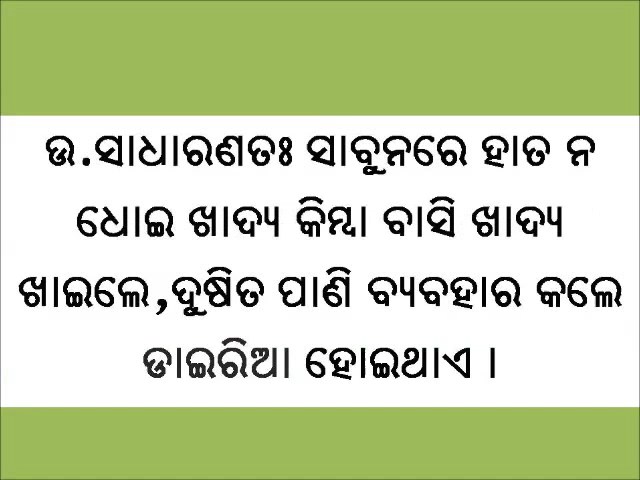 ଉ.ସାଧାରଣତଃ ସାବୁନରେ ହାତ ନ
ଧୋଇ ଖାଦ୍ୟ କିମ୍ବା ବାସି ଖାଦ୍ୟ
ଖାଇଲେ,ଦୁଷିତ ପାଣି ବ୍ୟବହାର କଲେ
ଡାଇରିଆ ହୋଇଥାଏ ।